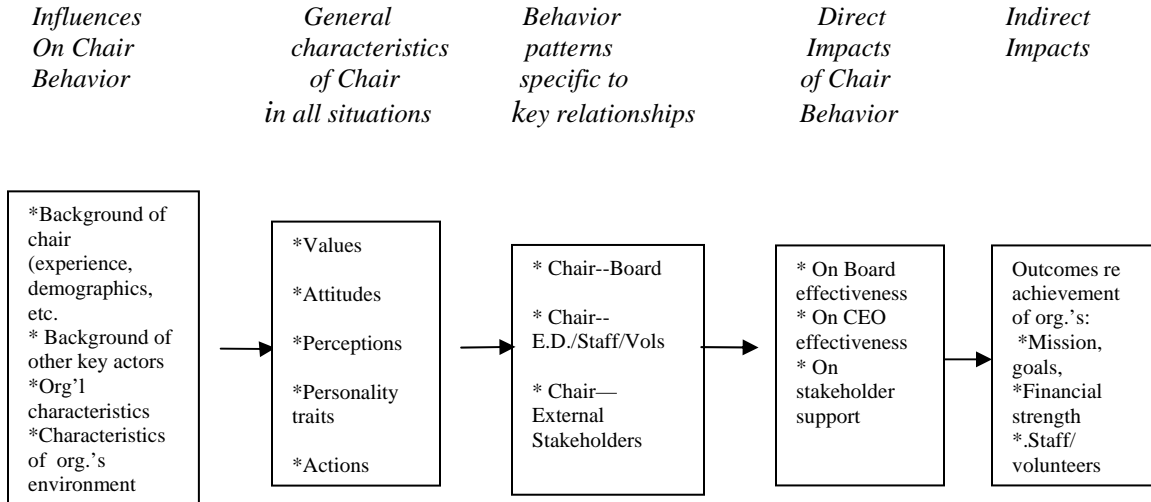 Influences
On Chair
Behavior
General
characteristics
of Chair
in all situations
Behavior
patterns
specific to
key relationships
Direct
Impacts
of Chair
Behavior
Indirect
Impacts
*Background of
chair
(experience,
demographics,
etc.
* Background of
other key actors
*Org'l
characteristics
*Characteristics
of org.'s
environment
*Values
*Attitudes
*Perceptions
*Personality
traits
*Actions
* Chair--Board
* Chair--
E.D./Staff/Vols
* Chair—
External
Stakeholders
* On Board
effectiveness
* On CEO
effectiveness
* On
stakeholder
support
Outcomes re
achievement
of org.'s:
*Mission,
goals,
*Financial
strength
*.Staff/
volunteers